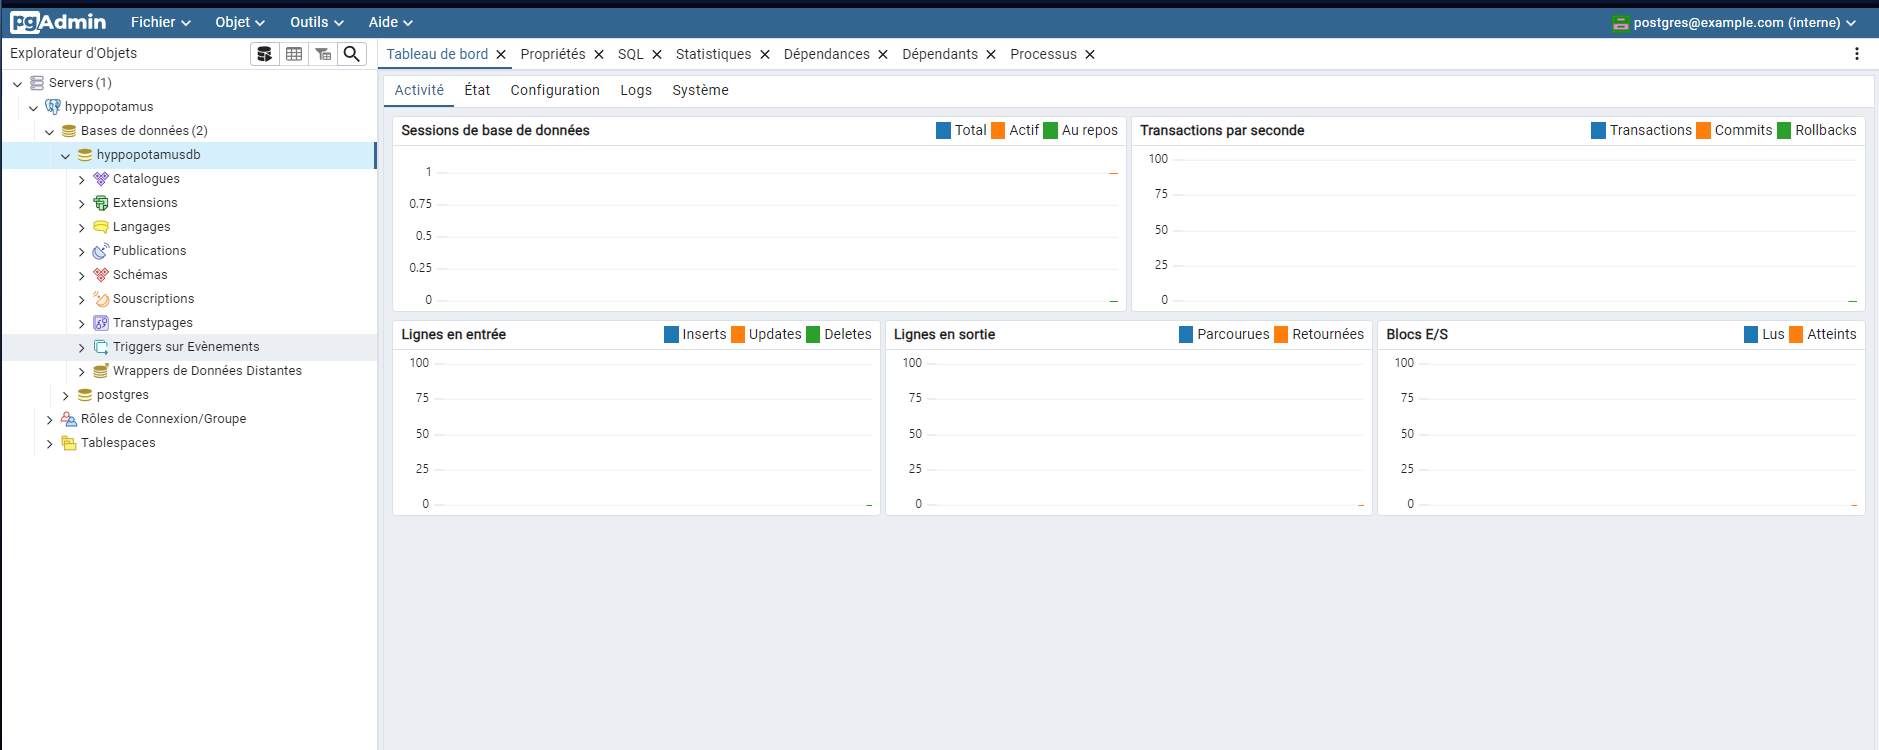 pgAdmin Fichier Objet Outils Aide postgres@example.com (interne)
Explorateur d'Objets
Servers (1)
hyppopotamus
Bases de données (2)
hyppopotamusdb
Catalogues
Extensions
Langages
Publications
Schémas
Souscriptions
Transtypages
Triggers sur Evènements
Wrappers de Données Distantes
postgres
Rôles de Connexion/Groupe
Tablespaces
Tableau de bord Propriétés SQL Statistiques Dépendances Dépendants Processus
Activité État Configuration Logs Système
Sessions de base de données Total Actif Au repos
1
0.75
0.5
0.25
0
Transactions par seconde Transactions Commits Rollbacks
100
75
50
25
0
Lignes en entrée Inserts Updates Deletes
100
75
50
25
0
Lignes en sortie Parcourues Retournées
100
75
50
25
0
Blocs E/S Lus Atteints
100
75
50
25
0